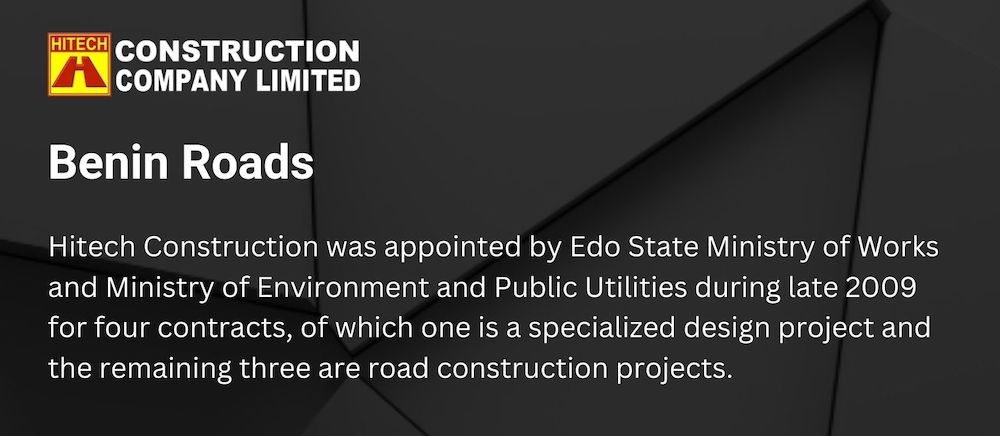 HITECH
CONSTRUCTION
COMPANY LIMITED
Benin Roads
Hitech Construction was appointed by Edo State Ministry of Works
and Ministry of Environment and Public Utilities during late 2009
for four contracts, of which one is a specialized design project and
the remaining three are road construction projects.